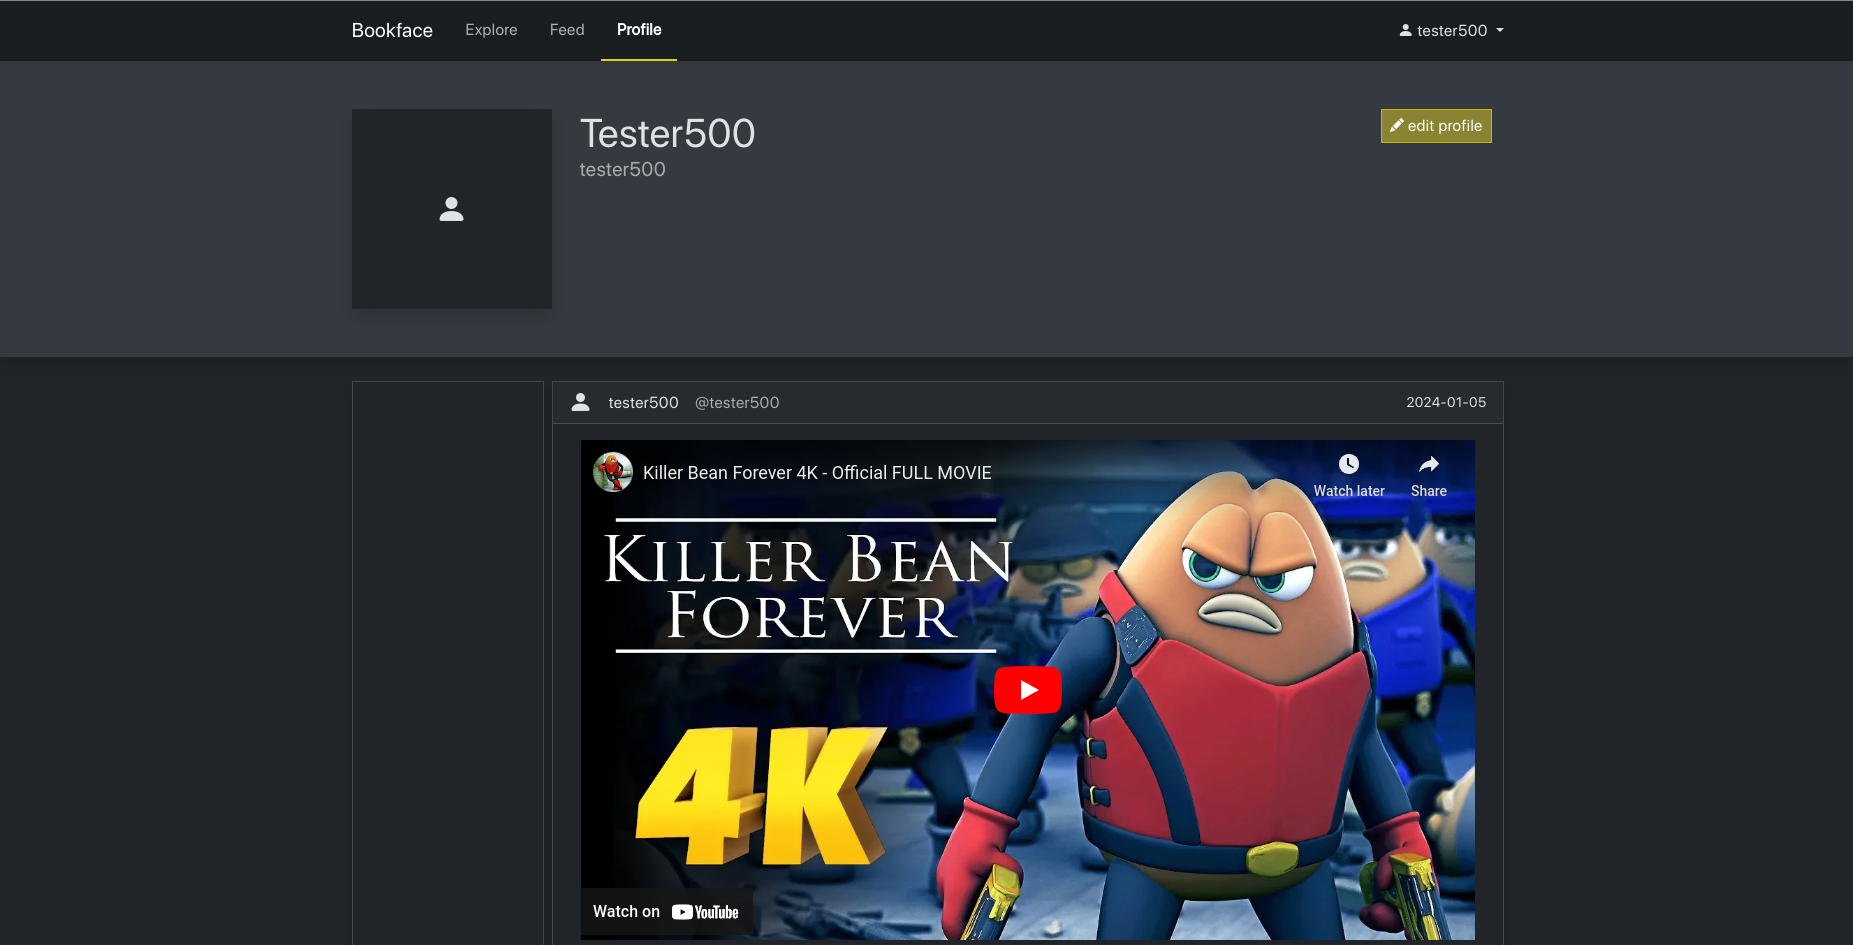 Bookface Explore Feed Profile tester500
Tester500
edit profile
tester500
tester500 @tester500 2024-01-05
Killer Bean Forever 4K - Official FULL MOVIE
Watch later Share
KILLER BEAN
FOREVER
4K
Watch on YouTube